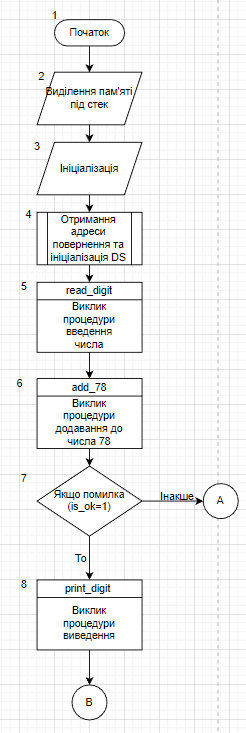 1
Початок
2
Виділення пам'яті
під стек
3
Ініціалізація
4
Отримання
адреси
повернення та
ініціалізація DS
5
read_digit
Виклик
процедури
введення
числа
6
add_78
Виклик
процедури
додавання до
числа 78
7
Якщо помилка
(is_ok=1)
Інакше
A
То
8
print_digit
Виклик
процедури
виведення
B